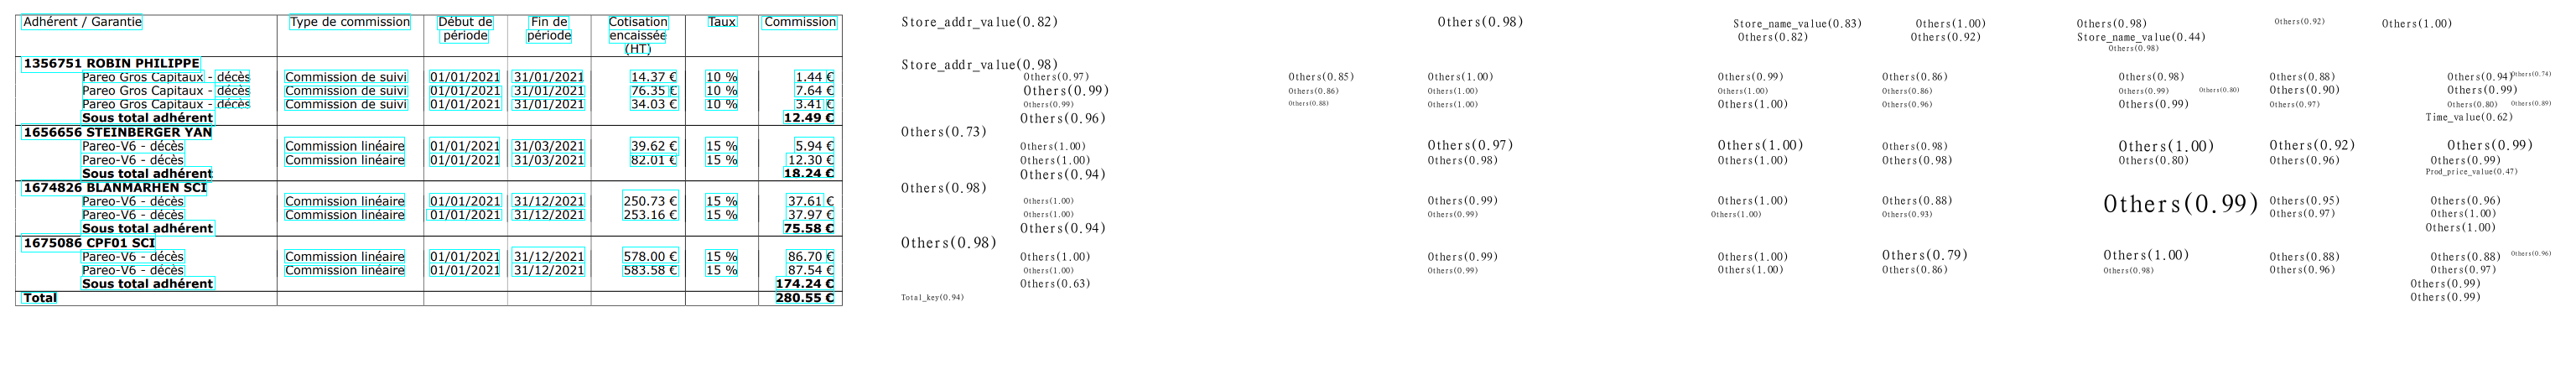 Adhérent / Garantie Type de commission Début de Fin de Cotisation Taux Commission Store_addr_value(0.82) Others(0.98) Store_name_value(0.83) Others(1.00) Others(0.98) Others(0.92) Others(1.00)
période période encaissée Others(0.82) Others(0.92) Store_name_value(0.44)
(HT) Others(0.98)
1356751 ROBIN PHILIPPE Store_addr_value(0.98)
Pareo Gros Capitaux - décès Commission de suivi 01/01/2021 31/01/2021 14.37 € 10 % 1.44 € Others(0.97) Others(0.85) Others(1.00) Others(0.99) Others(0.86) Others(0.98) Others(0.88) Others(0.94) Others(0.74)
Pareo Gros Capitaux - décès Commission de suivi 01/01/2021 31/01/2021 76.35 € 10 % 7.64 € Others(0.99) Others(0.86) Others(1.00) Others(1.00) Others(0.86) Others(0.99) Others(0.80) Others(0.90) Others(0.99)
Pareo Gros Capitaux - décès Commission de suivi 01/01/2021 31/01/2021 34.03 € 10 % 3.41 € Others(0.99) Others(0.88) Others(1.00) Others(1.00) Others(0.96) Others(0.99) Others(0.97) Others(0.80) Others(0.89)
Sous total adhérent 12.49 € Others(0.96) Time_value(0.62)
1656656 STEINBERGER YAN Others(0.73)
Pareo-V6 - décès Commission linéaire 01/01/2021 31/03/2021 39.62 € 15 % 5.94 € Others(1.00) Others(0.97) Others(1.00) Others(0.98) Others(1.00) Others(0.92) Others(0.99)
Pareo-V6 - décès Commission linéaire 01/01/2021 31/03/2021 82.01 € 15 % 12.30 € Others(1.00) Others(0.98) Others(1.00) Others(0.98) Others(0.80) Others(0.96) Others(0.99)
Sous total adhérent 18.24 € Others(0.94) Prod_price_value(0.47)
1674826 BLANMARHEN SCI Others(0.98)
Pareo-V6 - décès Commission linéaire 01/01/2021 31/12/2021 250.73 € 15 % 37.61 € Others(1.00) Others(0.99) Others(1.00) Others(0.88) Others(0.99) Others(0.95) Others(0.96)
Pareo-V6 - décès Commission linéaire 01/01/2021 31/12/2021 253.16 € 15 % 37.97 € Others(1.00) Others(0.99) Others(1.00) Others(0.93) Others(0.97) Others(1.00)
Sous total adhérent 75.58 € Others(0.94) Others(1.00)
1675086 CPF01 SCI Others(0.98)
Pareo-V6 - décès Commission linéaire 01/01/2021 31/12/2021 578.00 € 15 % 86.70 € Others(1.00) Others(0.99) Others(1.00) Others(0.79) Others(1.00) Others(0.88) Others(0.88) Others(0.96)
Pareo-V6 - décès Commission linéaire 01/01/2021 31/12/2021 583.58 € 15 % 87.54 € Others(1.00) Others(0.99) Others(1.00) Others(0.86) Others(0.98) Others(0.96) Others(0.97)
Sous total adhérent 174.24 € Others(0.63) Others(0.99)
Total 280.55 € Total_key(0.94) Others(0.99)